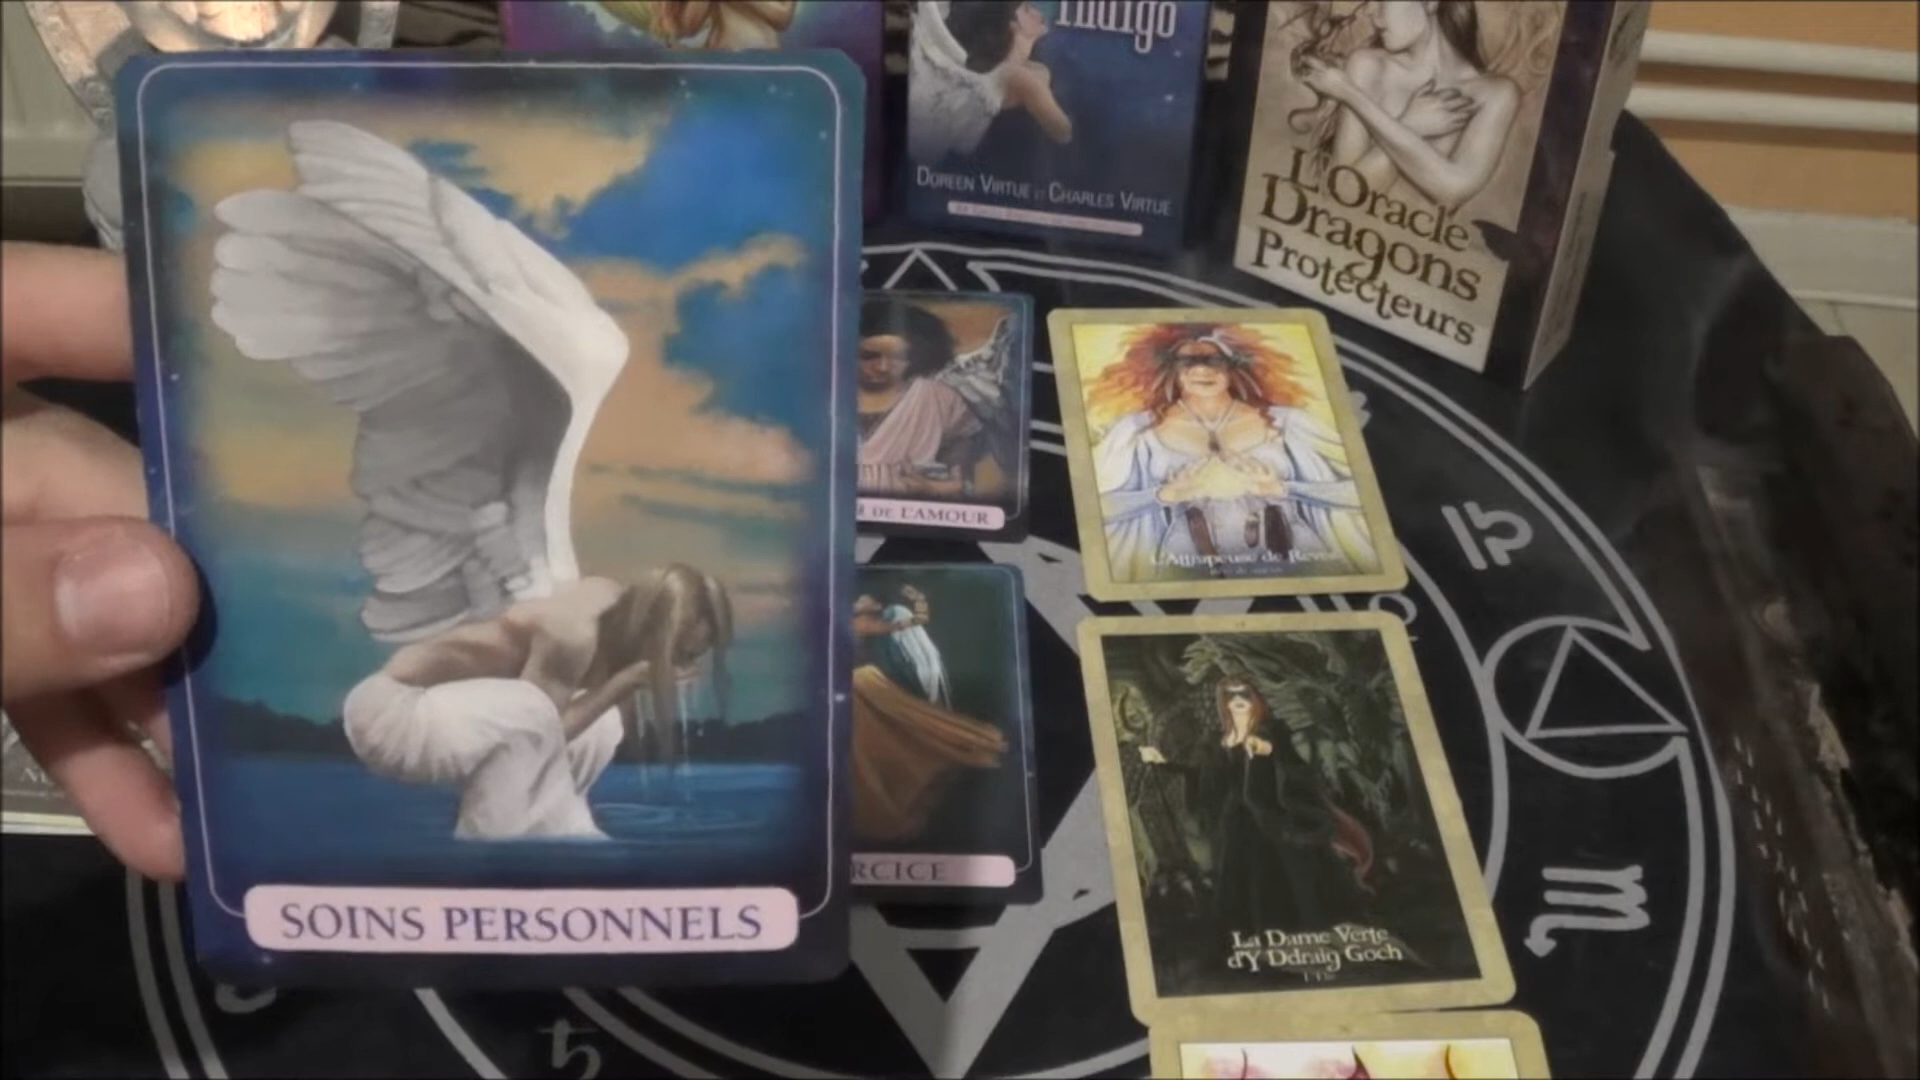 Indigo
DOREEN VIRTUE ET CHARLES VIRTUE
L'Oracle
Dragons
Protecteurs
DE L'AMOUR
L'Attrapeuse de Rêves
RCICE
La Dame Verte
d'Y Ddraig Goch
SOINS PERSONNELS